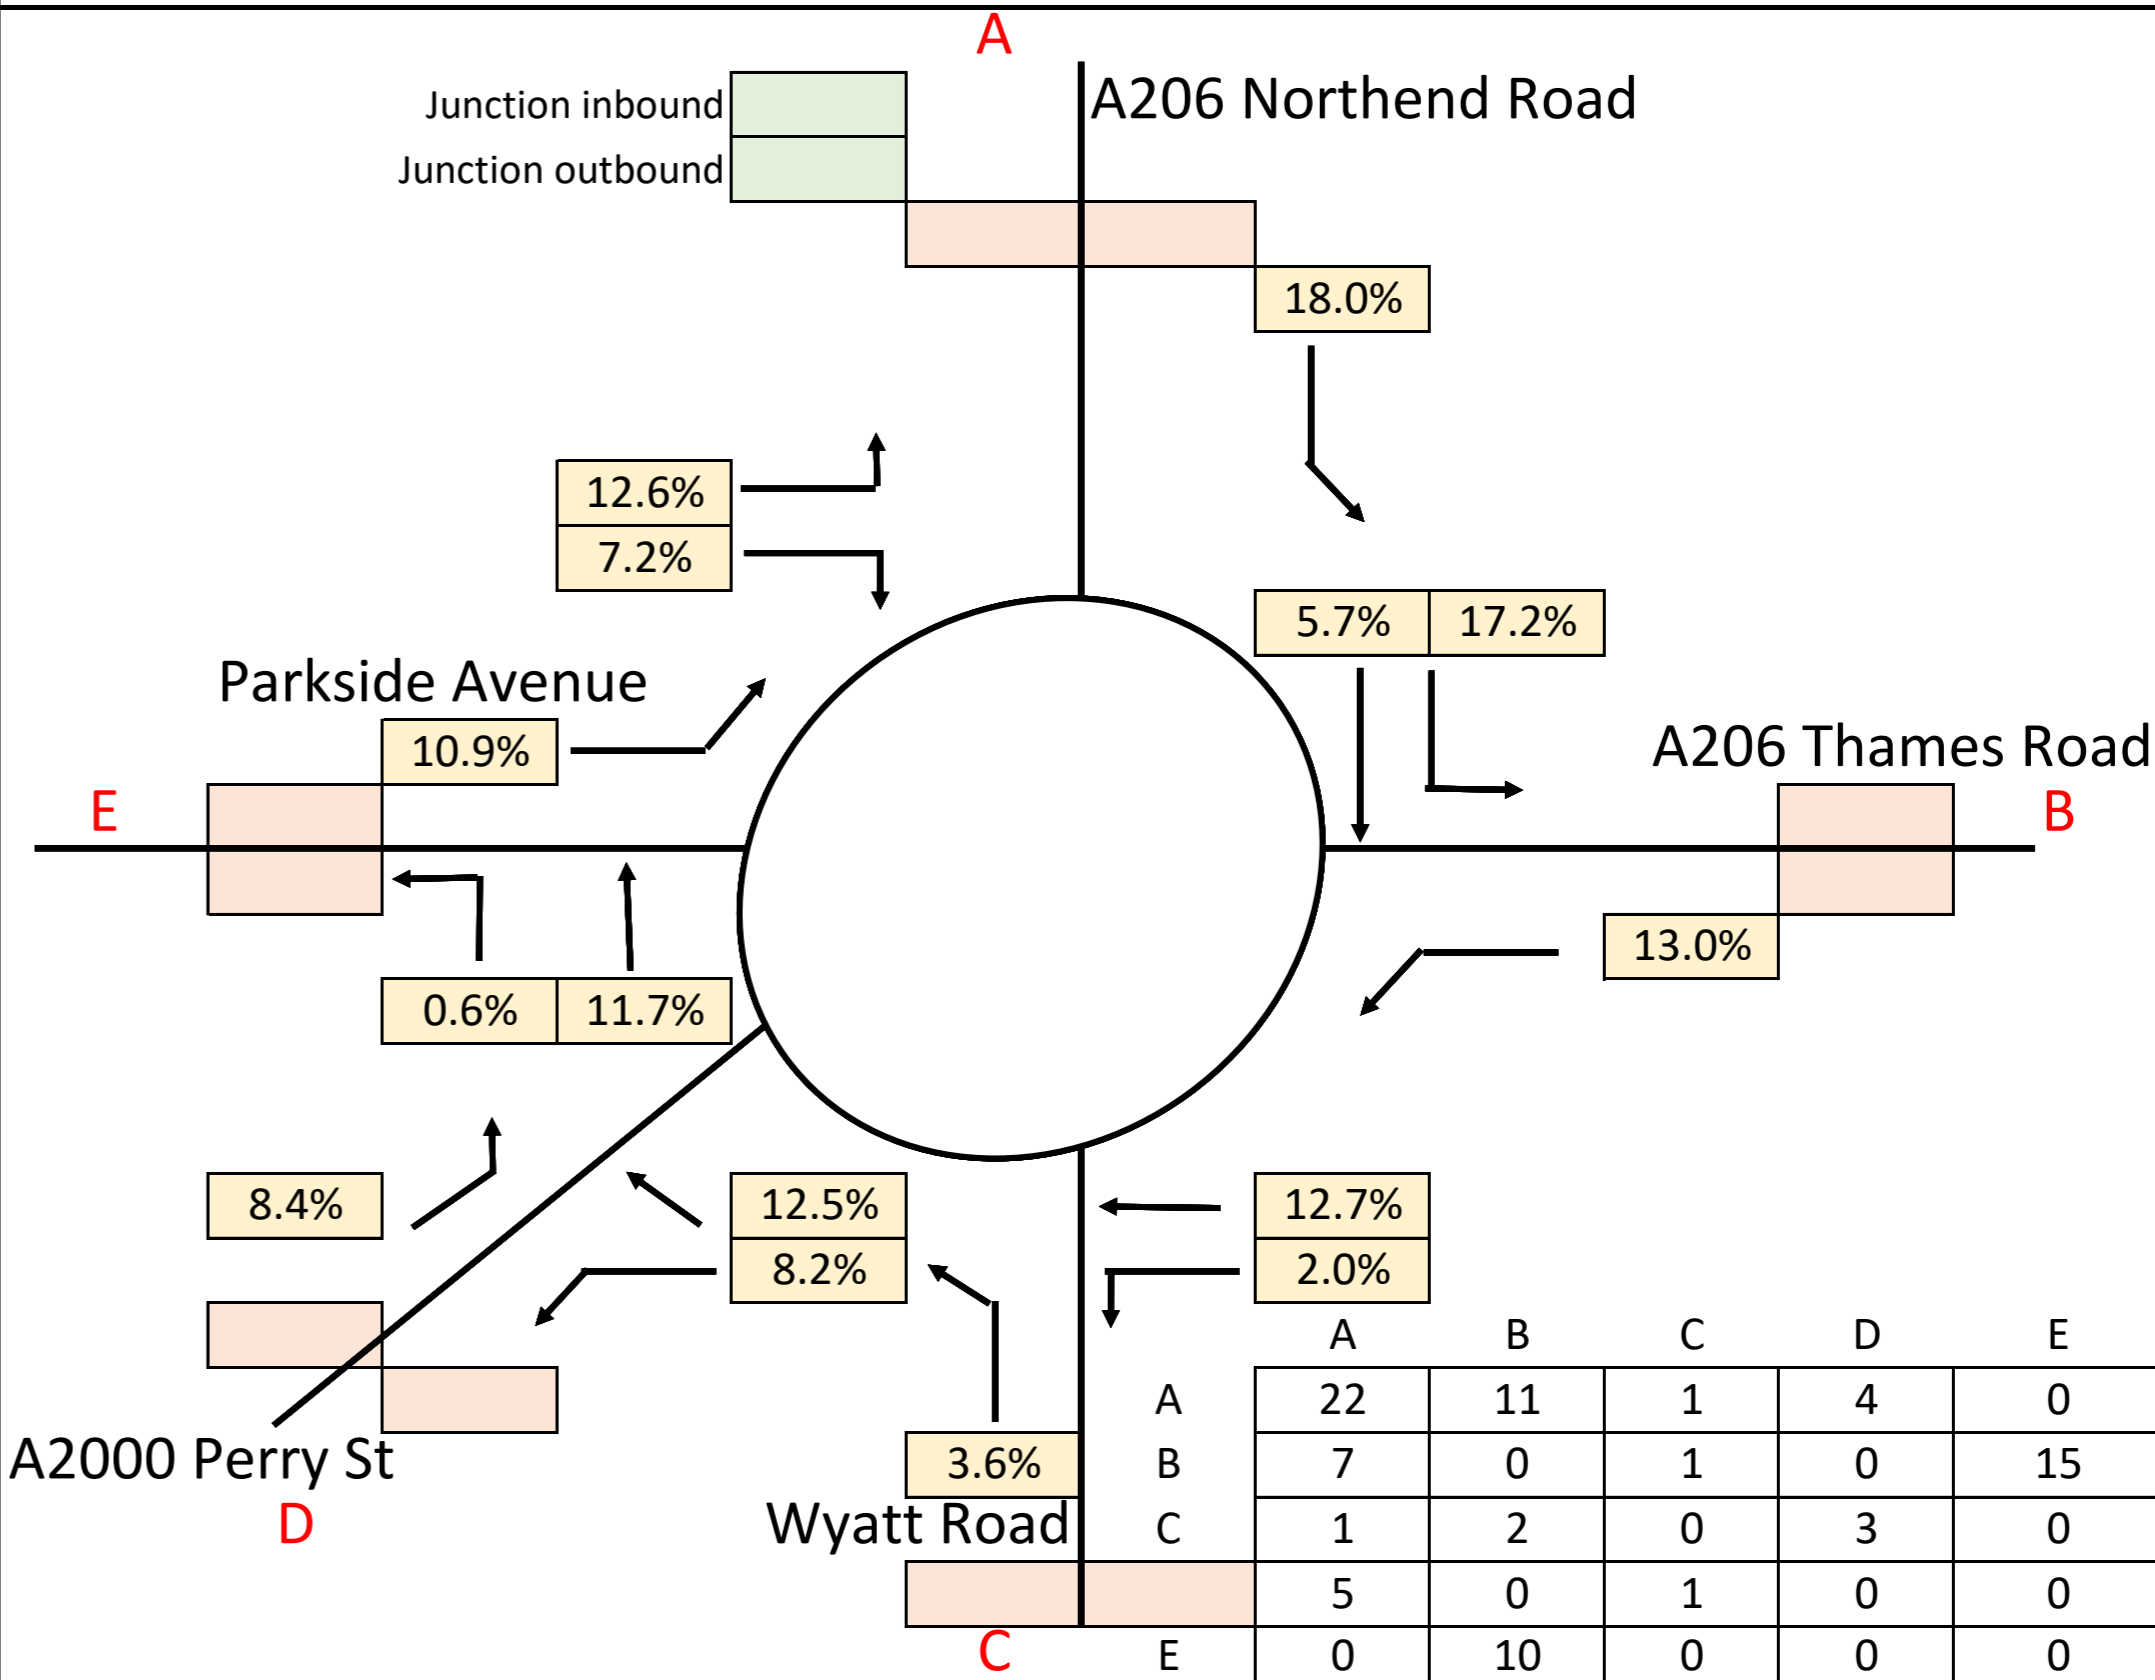 A
Junction inbound
A206 Northend Road
Junction outbound
18.0%
12.6%
7.2%
5.7% 17.2%
Parkside Avenue
10.9%
A206 Thames Road
E
B
13.0%
0.6% 11.7%
8.4%
12.5%
12.7%
8.2%
2.0%
A B C D E
A 22 11 1 4 0
A2000 Perry St
3.6%
B 7 0 1 0 15
D
Wyatt Road
C 1 2 0 3 0
5 0 1 0 0
C
E 0 10 0 0 0